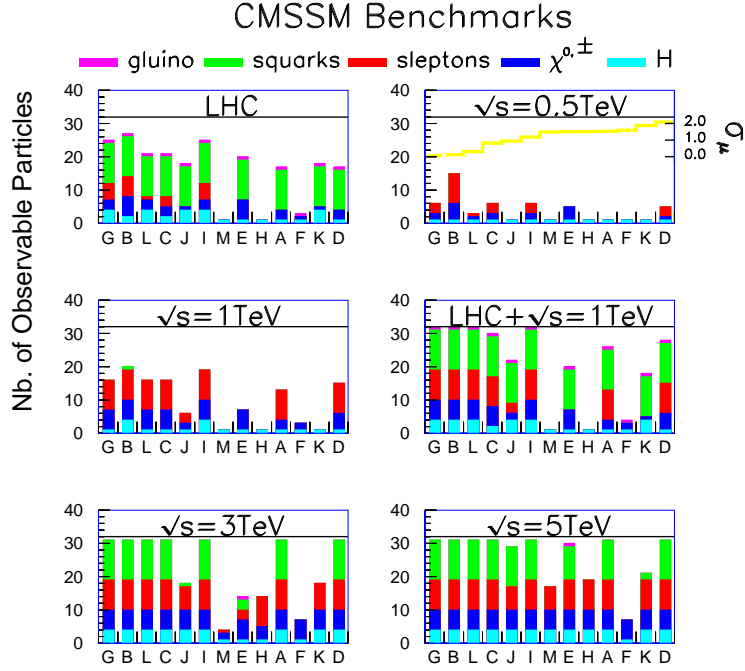 CMSSM Benchmarks
gluino squarks sleptons χ⁰,± H
Nb. of Observable Particles
LHC
40
30
20
10
0
G B L C J I M E H A F K D
√s=0.5TeV
40
30
20
10
0
2.0
1.0
0.0
σμ
G B L C J I M E H A F K D
√s=1TeV
40
30
20
10
0
G B L C J I M E H A F K D
LHC+√s=1TeV
40
30
20
10
0
G B L C J I M E H A F K D
√s=3TeV
40
30
20
10
0
G B L C J I M E H A F K D
√s=5TeV
40
30
20
10
0
G B L C J I M E H A F K D